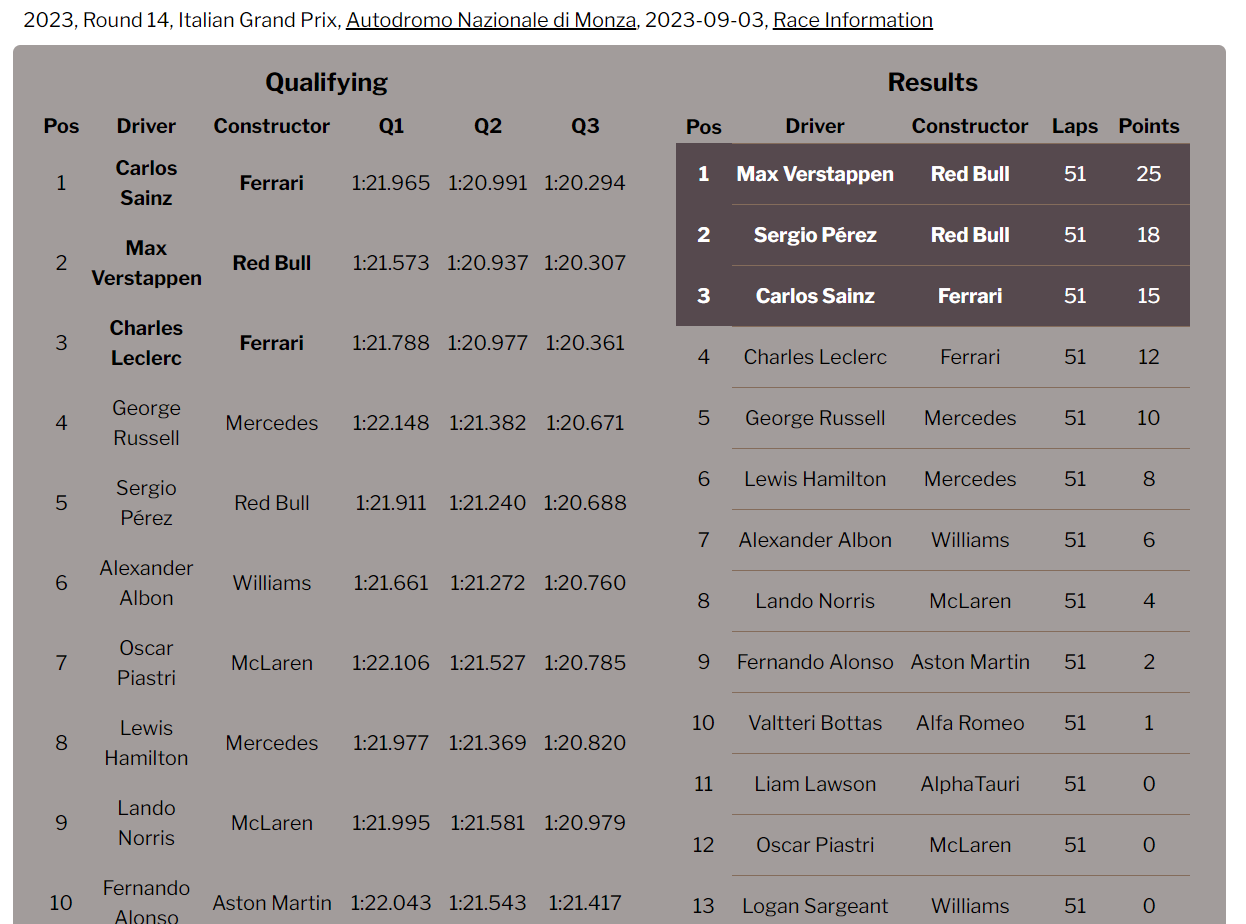 2023, Round 14, Italian Grand Prix, Autodromo Nazionale di Monza, 2023-09-03, Race Information
Qualifying
Pos Driver Constructor Q1 Q2 Q3
1 Carlos Sainz Ferrari 1:21.965 1:20.991 1:20.294
2 Max Verstappen Red Bull 1:21.573 1:20.937 1:20.307
3 Charles Leclerc Ferrari 1:21.788 1:20.977 1:20.361
4 George Russell Mercedes 1:22.148 1:21.382 1:20.671
5 Sergio Pérez Red Bull 1:21.911 1:21.240 1:20.688
6 Alexander Albon Williams 1:21.661 1:21.272 1:20.760
7 Oscar Piastri McLaren 1:22.106 1:21.527 1:20.785
8 Lewis Hamilton Mercedes 1:21.977 1:21.369 1:20.820
9 Lando Norris McLaren 1:21.995 1:21.581 1:20.979
10 Fernando Alonso Aston Martin 1:22.043 1:21.543 1:21.417
Results
Pos Driver Constructor Laps Points
1 Max Verstappen Red Bull 51 25
2 Sergio Pérez Red Bull 51 18
3 Carlos Sainz Ferrari 51 15
4 Charles Leclerc Ferrari 51 12
5 George Russell Mercedes 51 10
6 Lewis Hamilton Mercedes 51 8
7 Alexander Albon Williams 51 6
8 Lando Norris McLaren 51 4
9 Fernando Alonso Aston Martin 51 2
10 Valtteri Bottas Alfa Romeo 51 1
11 Liam Lawson AlphaTauri 51 0
12 Oscar Piastri McLaren 51 0
13 Logan Sargeant Williams 51 0